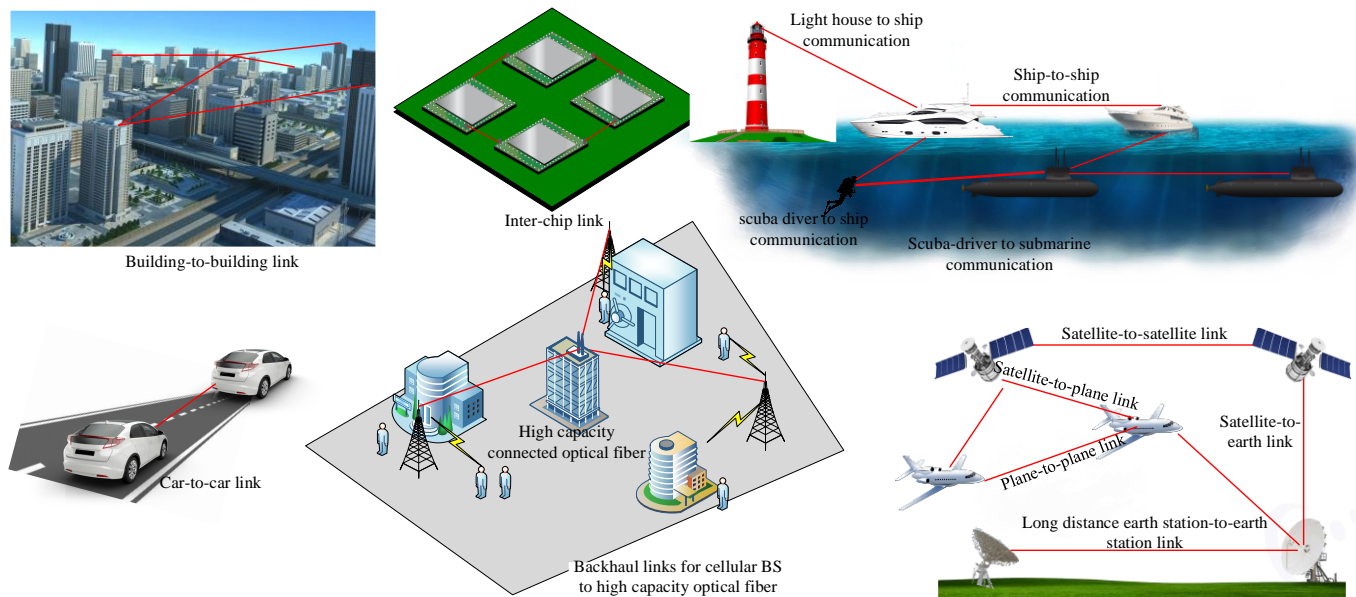 Light house to ship
communication
Ship-to-ship
communication
Inter-chip link
scuba diver to ship
communication
Scuba-driver to submarine
communication
Building-to-building link
Car-to-car link
High capacity
connected optical fiber
Backhaul links for cellular BS
to high capacity optical fiber
Satellite-to-satellite link
Satellite-to-plane link
Plane-to-plane link
Satellite-to-
earth link
Long distance earth station-to-earth
station link